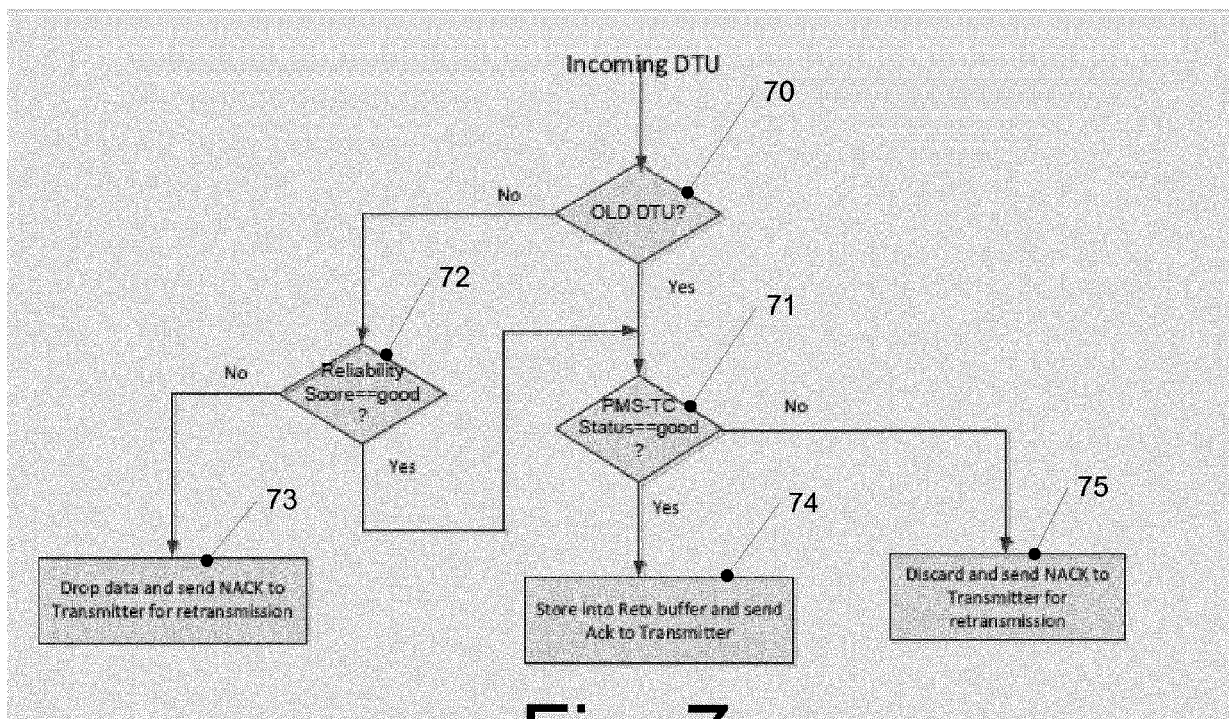 Incoming DTU
70
No
OLD DTU?
72
Yes
71
No
Reliability
Score==good
?
PMS-TC
Status==good
?
No
Yes
73
Yes
74
75
Drop data and send NACK to
Transmitter for retransmission
Store into Retx buffer and send
Ack to Transmitter
Discard and send NACK to
Transmitter for
retransmission